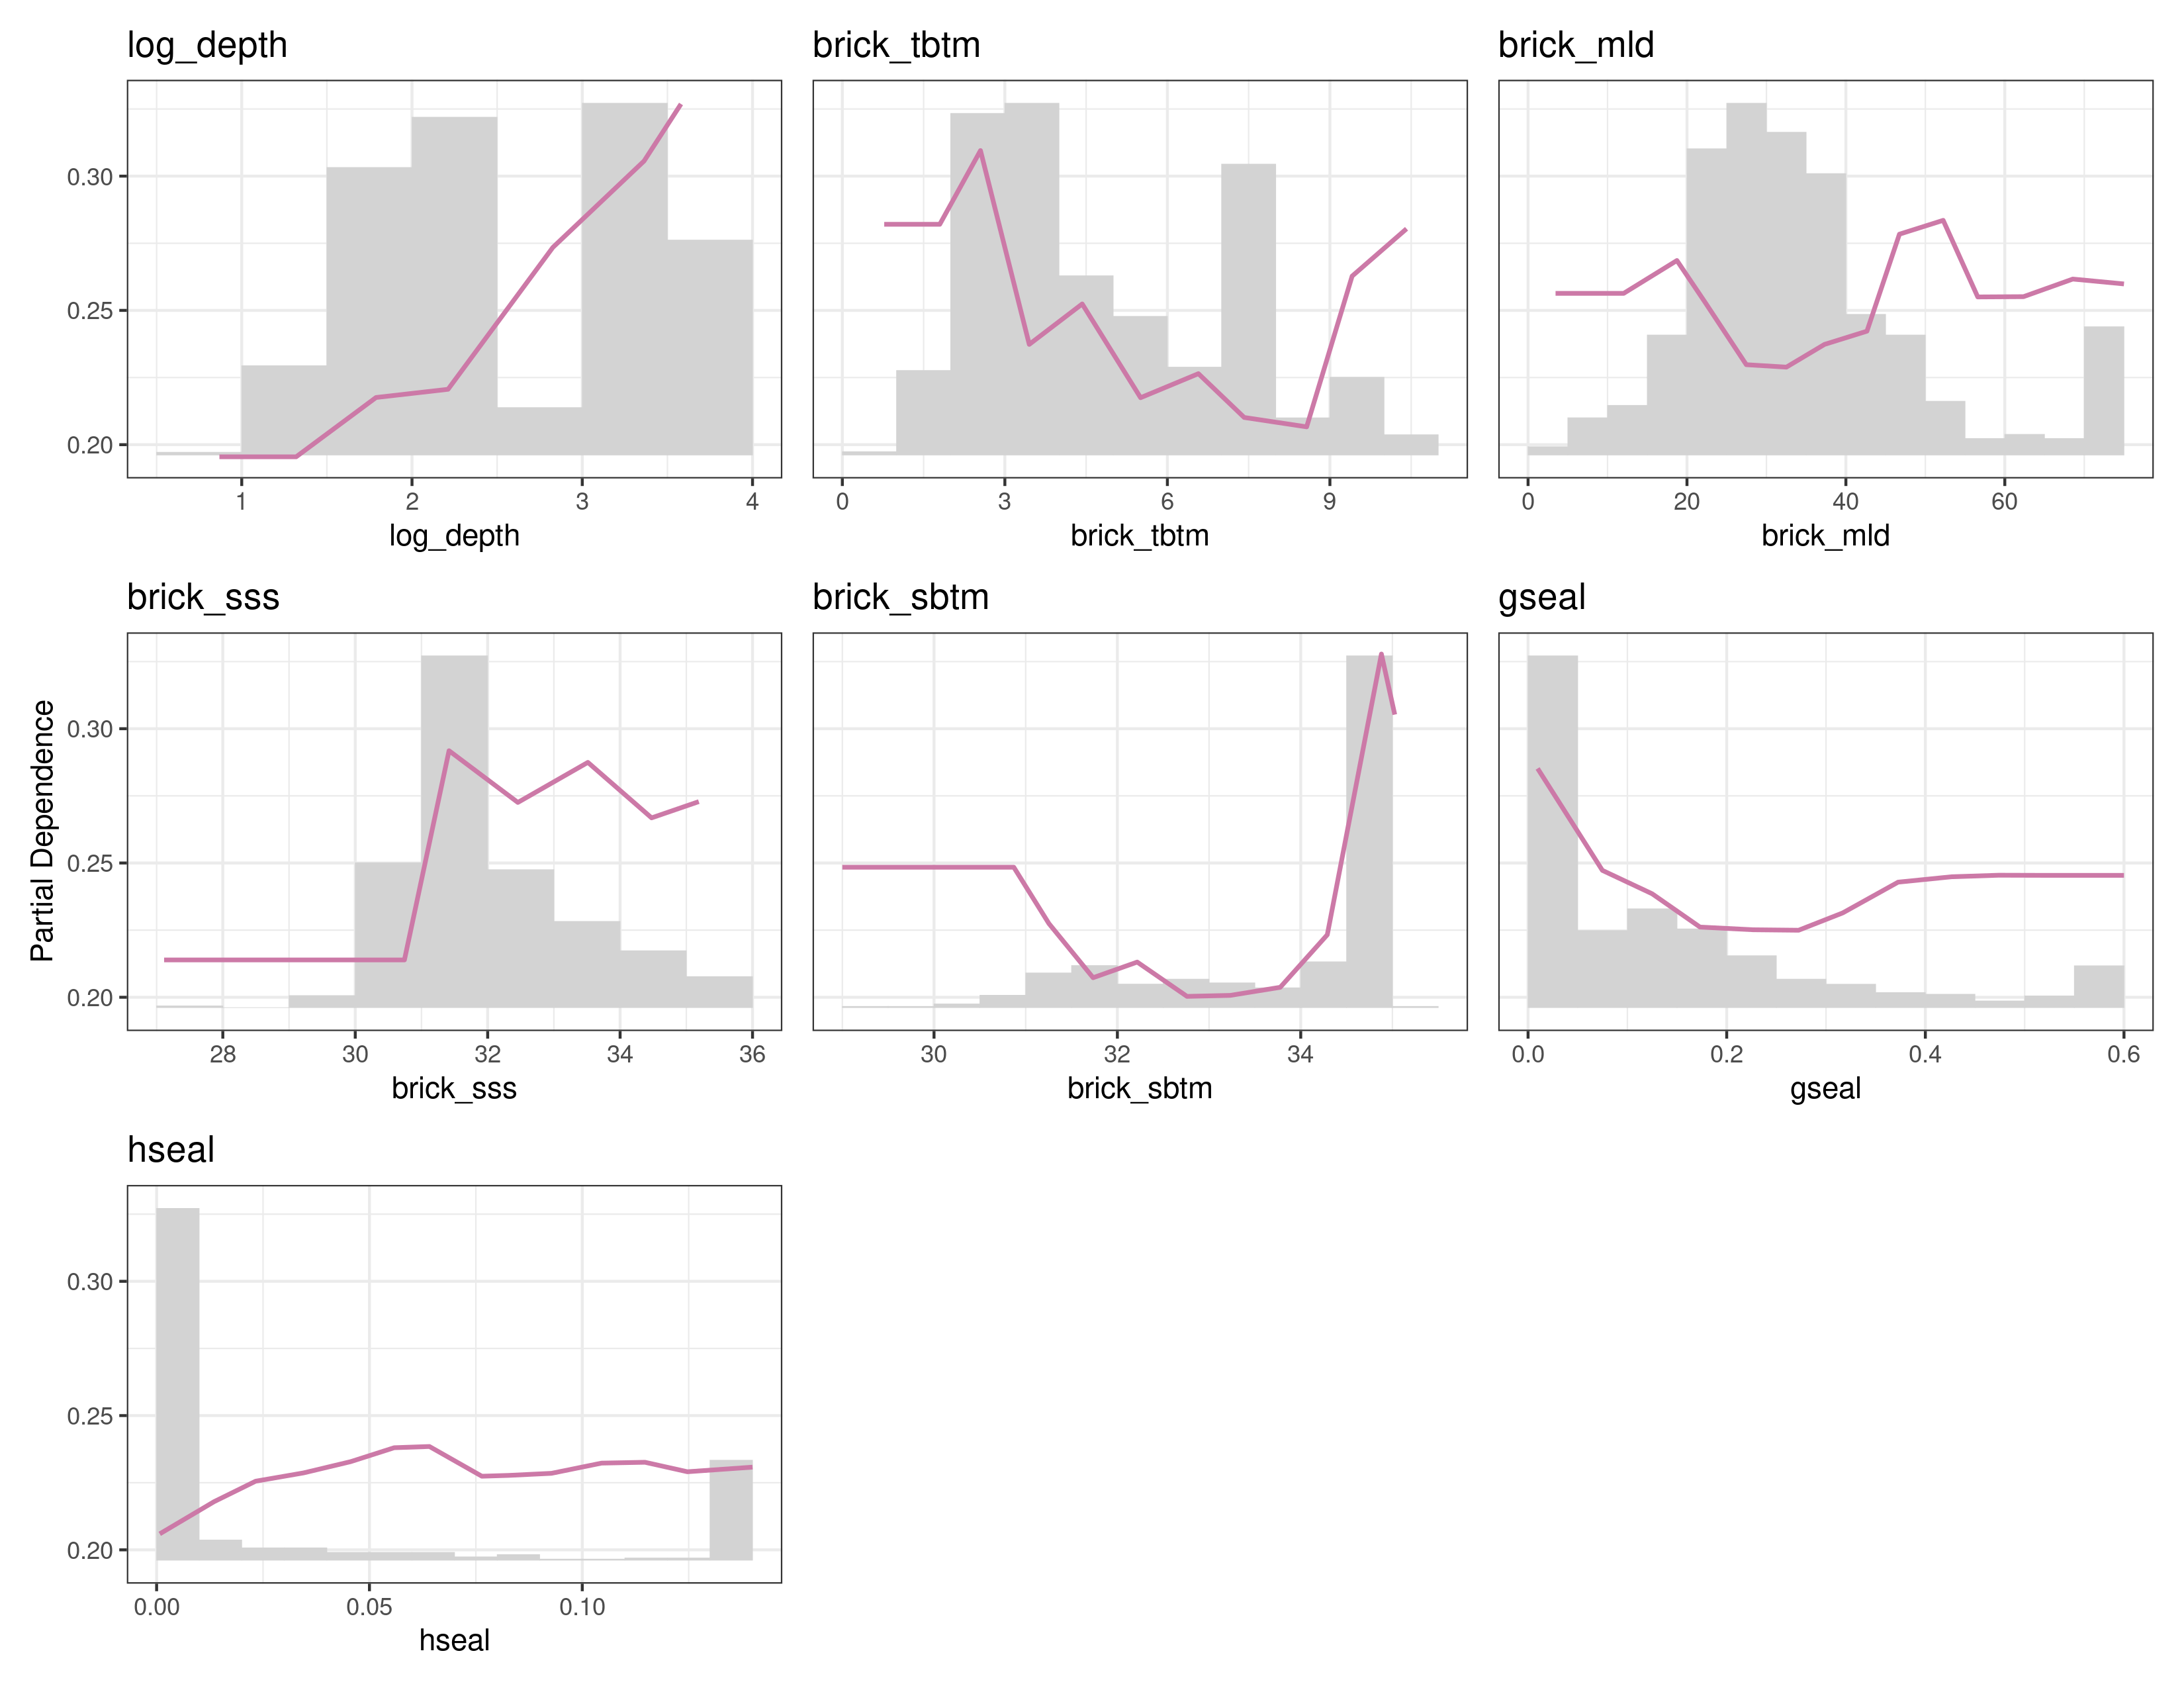 log_depth
brick_tbtm
brick_mld
0.30
0.25
0.20
1 2 3 4
0 3 6 9
0 20 40 60
log_depth
brick_tbtm
brick_mld
brick_sss
brick_sbtm
gseal
Partial Dependence
0.30
0.25
0.20
28 30 32 34 36
30 32 34
0.0 0.2 0.4 0.6
brick_sss
brick_sbtm
gseal
hseal
0.30
0.25
0.20
0.00 0.05 0.10
hseal